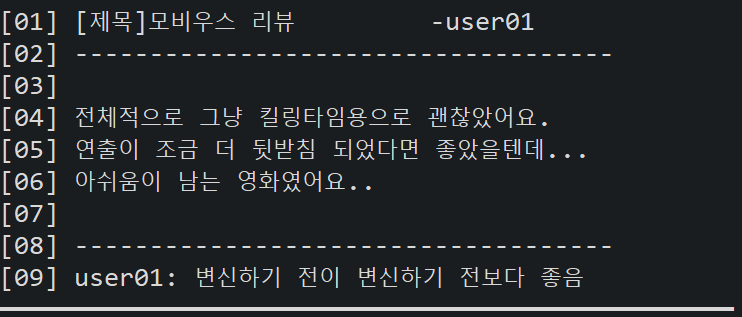 [01] [제목]모비우스 리뷰 -user01
[02] ------------------------------------
[03]
[04] 전체적으로 그냥 킬링타임용으로 괜찮았어요.
[05] 연출이 조금 더 뒷받침 되었다면 좋았을텐데...
[06] 아쉬움이 남는 영화였어요..
[07]
[08] ------------------------------------
[09] user01: 변신하기 전이 변신하기 전보다 좋음